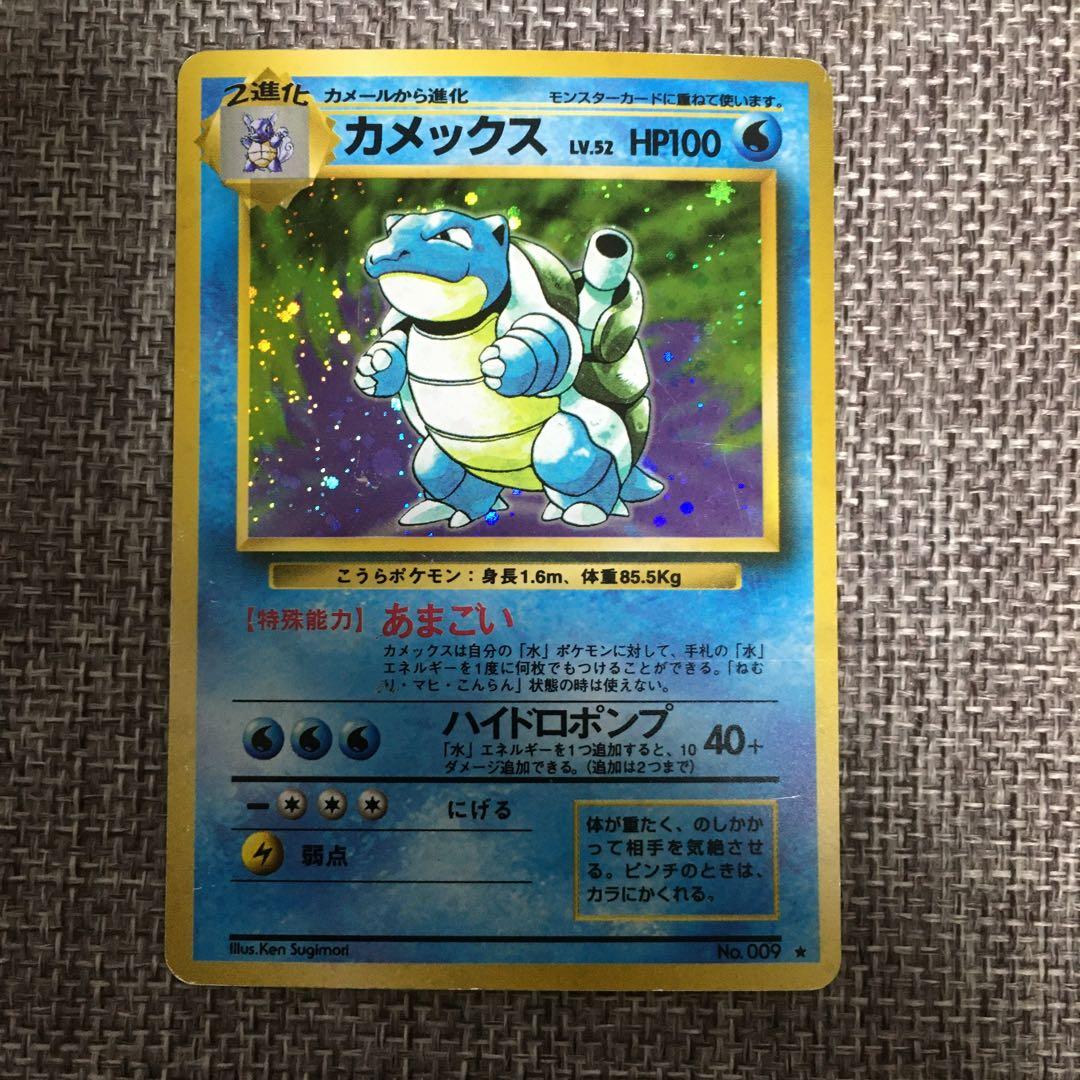 2進化 カメールから進化 モンスターカードに重ねて使います。
カメックス LV.52 HP100
こうらポケモン：身長1.6m、体重85.5Kg
【特殊能力】あまごい
カメックスは自分の「水」ポケモンに対して、手札の「水」
エネルギーを1度に何枚でもつけることができる。「ねむ
り・マヒ・こんらん」状態の時は使えない。
ハイドロポンプ 40+
「水」エネルギーを1つ追加すると、10
ダメージ追加できる。（追加は2つまで）
ー にげる
弱点
体が重たく、のしかか
って相手を気絶させ
る。ピンチのときは、
カラにかくれる。
Illus.Ken Sugimori No. 009 ★